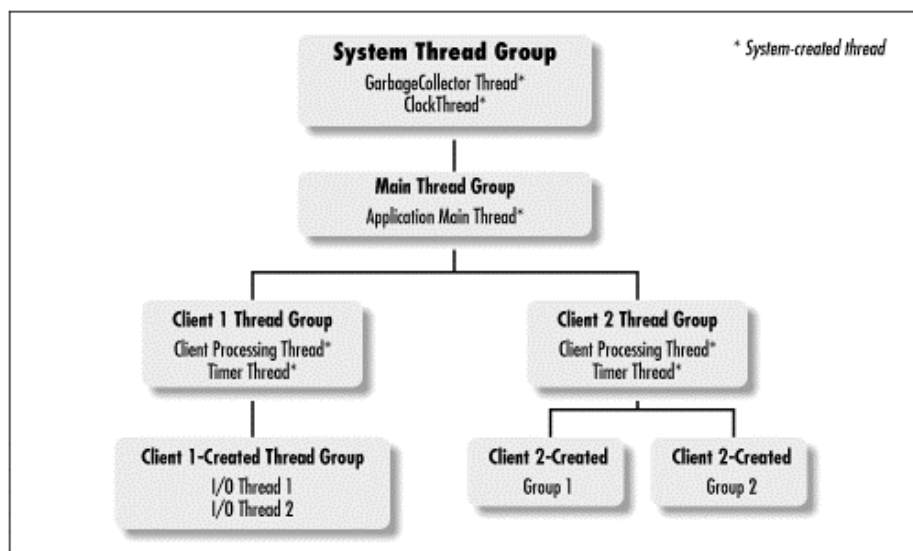 System Thread Group
GarbageCollector Thread*
ClockThread*
* System-created thread
Main Thread Group
Application Main Thread*
Client 1 Thread Group
Client Processing Thread*
Timer Thread*
Client 2 Thread Group
Client Processing Thread*
Timer Thread*
Client 1-Created Thread Group
I/O Thread 1
I/O Thread 2
Client 2-Created
Group 1
Client 2-Created
Group 2